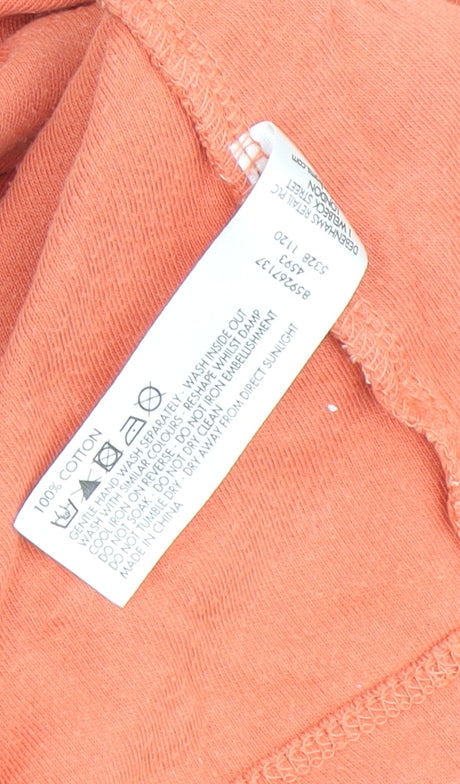 100% COTTON
GENTLE HAND WASH SEPARATELY - WASH INSIDE OUT
WASH WITH SIMILAR COLOURS - RESHAPE WHILST DAMP
COOL IRON ON REVERSE - DO NOT IRON EMBELLISHMENT
DO NOT SOAK - DO NOT DRY CLEAN
DO NOT TUMBLE DRY - DRY AWAY FROM DIRECT SUNLIGHT
MADE IN CHINA
859267137
4593
5328 1120
DEBENHAMS RETAIL PLC
1 WELBECK STREET
LONDON
.com